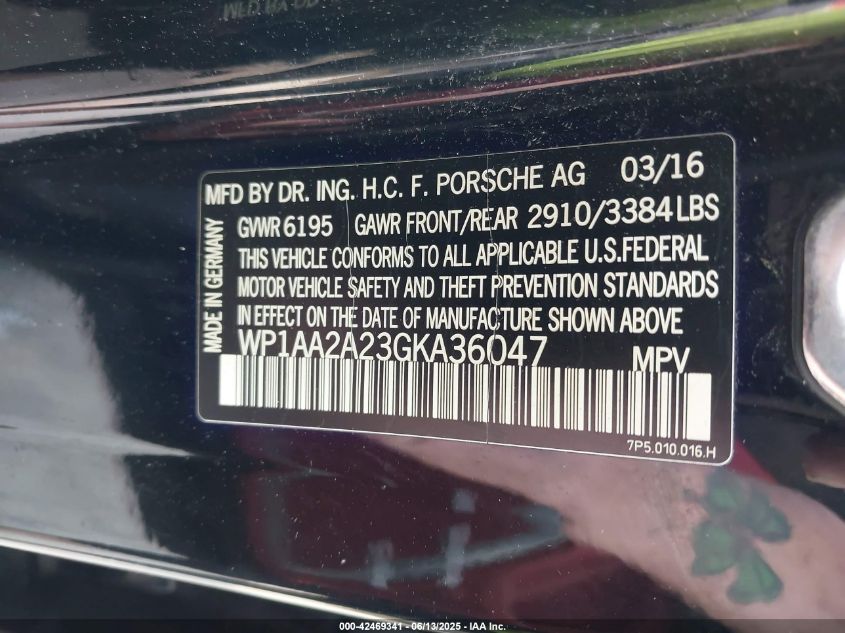 MFD BY DR. ING. H.C. F. PORSCHE AG 03/16
GVWR 6195 GAWR FRONT/REAR 2910/3384 LBS
THIS VEHICLE CONFORMS TO ALL APPLICABLE U.S.FEDERAL
MOTOR VEHICLE SAFETY AND THEFT PREVENTION STANDARDS
IN EFFECT ON THE DATE OF MANUFACTURE SHOWN ABOVE
WP1AA2A23GKA36047 MPV
MADE IN GERMANY
7P5.010.016.H
000-42469341 - 06/13/2025 - IAA Inc.